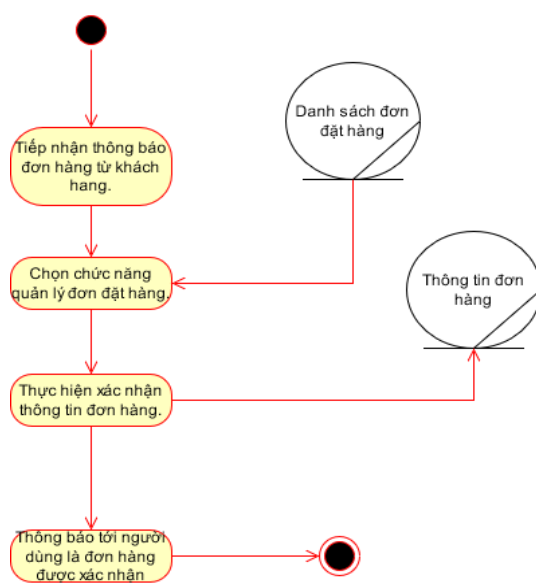 Danh sách đơn
đặt hàng
Tiếp nhận thông báo
đơn hàng từ khách
hang.
Chọn chức năng
quản lý đơn đặt hàng.
Thông tin đơn
hàng
Thực hiện xác nhận
thông tin đơn hàng.
Thông báo tới người
dùng là đơn hàng
được xác nhận